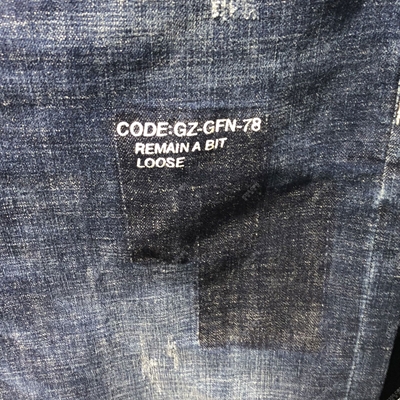 CODE:GZ-GFN-78
REMAIN A BIT
LOOSE